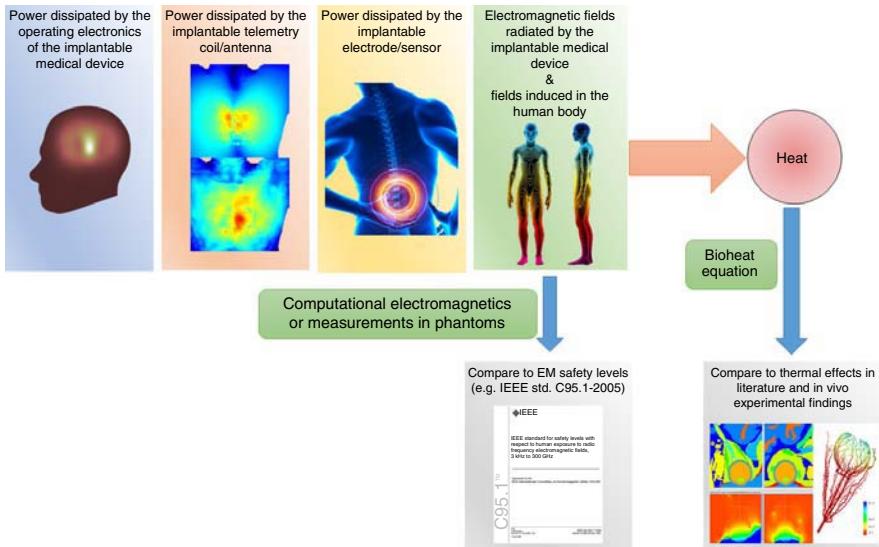 Power dissipated by the
operating electronics
of the implantable
medical device
Power dissipated by the
implantable telemetry
coil/antenna
Power dissipated by the
implantable
electrode/sensor
Electromagnetic fields
radiated by the
implantable medical
device
&
fields induced in the
human body
Heat
Bioheat
equation
Computational electromagnetics
or measurements in phantoms
Compare to EM safety levels
(e.g. IEEE std. C95.1-2005)
IEEE
IEEE standard for safety levels with
respect to human exposure to radio
frequency electromagnetic fields,
3 kHz to 300 GHz
C95.1™
Compare to thermal effects in
literature and in vivo
experimental findings